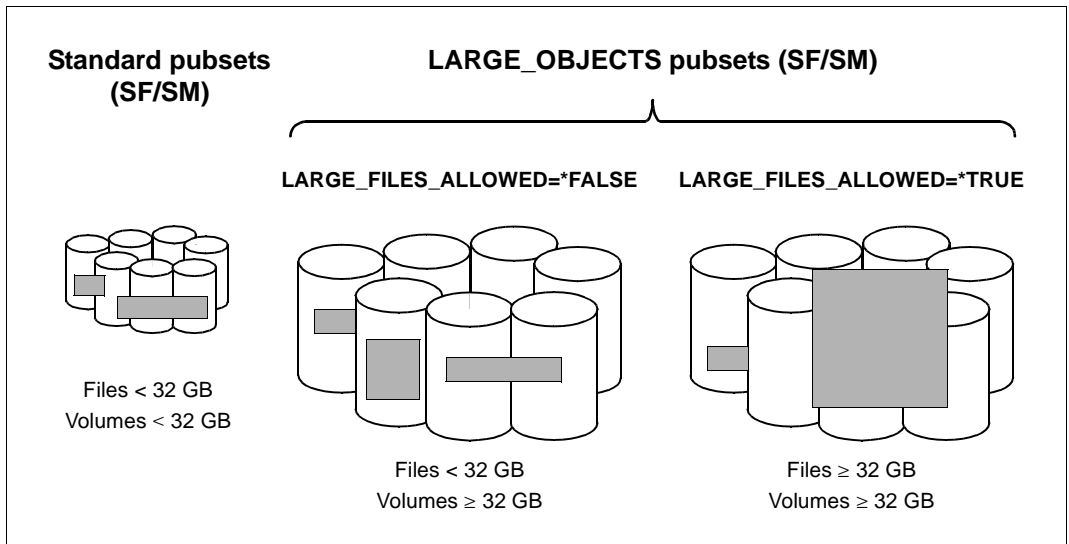 Standard pubsets
(SF/SM)
LARGE_OBJECTS pubsets (SF/SM)
LARGE_FILES_ALLOWED=*FALSE
LARGE_FILES_ALLOWED=*TRUE
Files < 32 GB
Volumes < 32 GB
Files < 32 GB
Volumes ≥ 32 GB
Files ≥ 32 GB
Volumes ≥ 32 GB